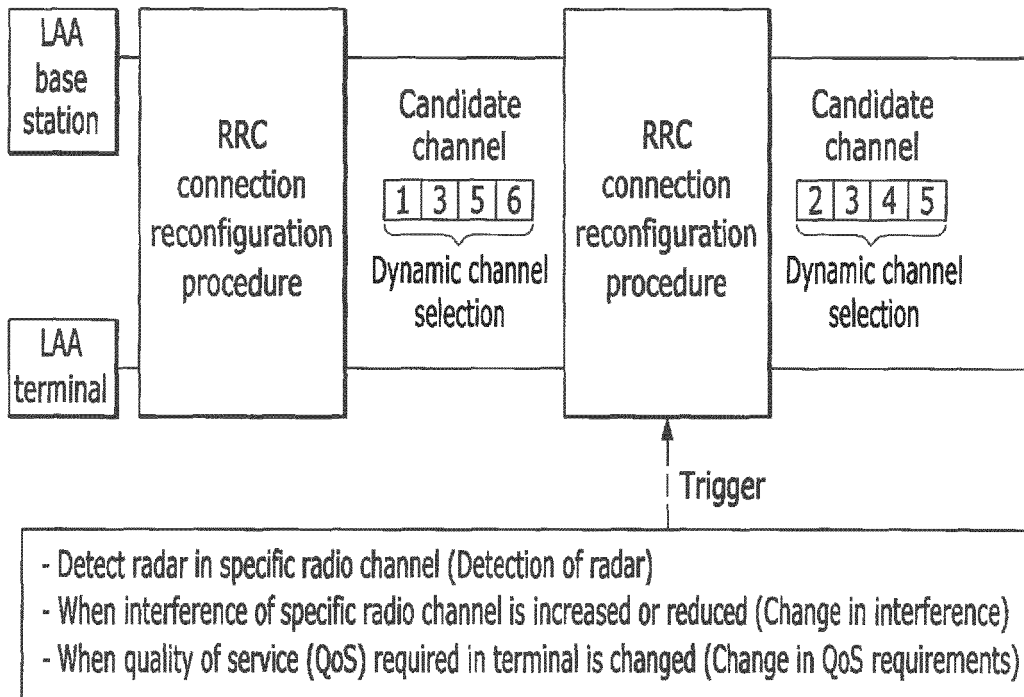 LAA
base
station
RRC
connection
reconfiguration
procedure
Candidate
channel
1 3 5 6
Dynamic channel
selection
RRC
connection
reconfiguration
procedure
Candidate
channel
2 3 4 5
Dynamic channel
selection
LAA
terminal
Trigger
- Detect radar in specific radio channel (Detection of radar)
- When interference of specific radio channel is increased or reduced (Change in interference)
- When quality of service (QoS) required in terminal is changed (Change in QoS requirements)